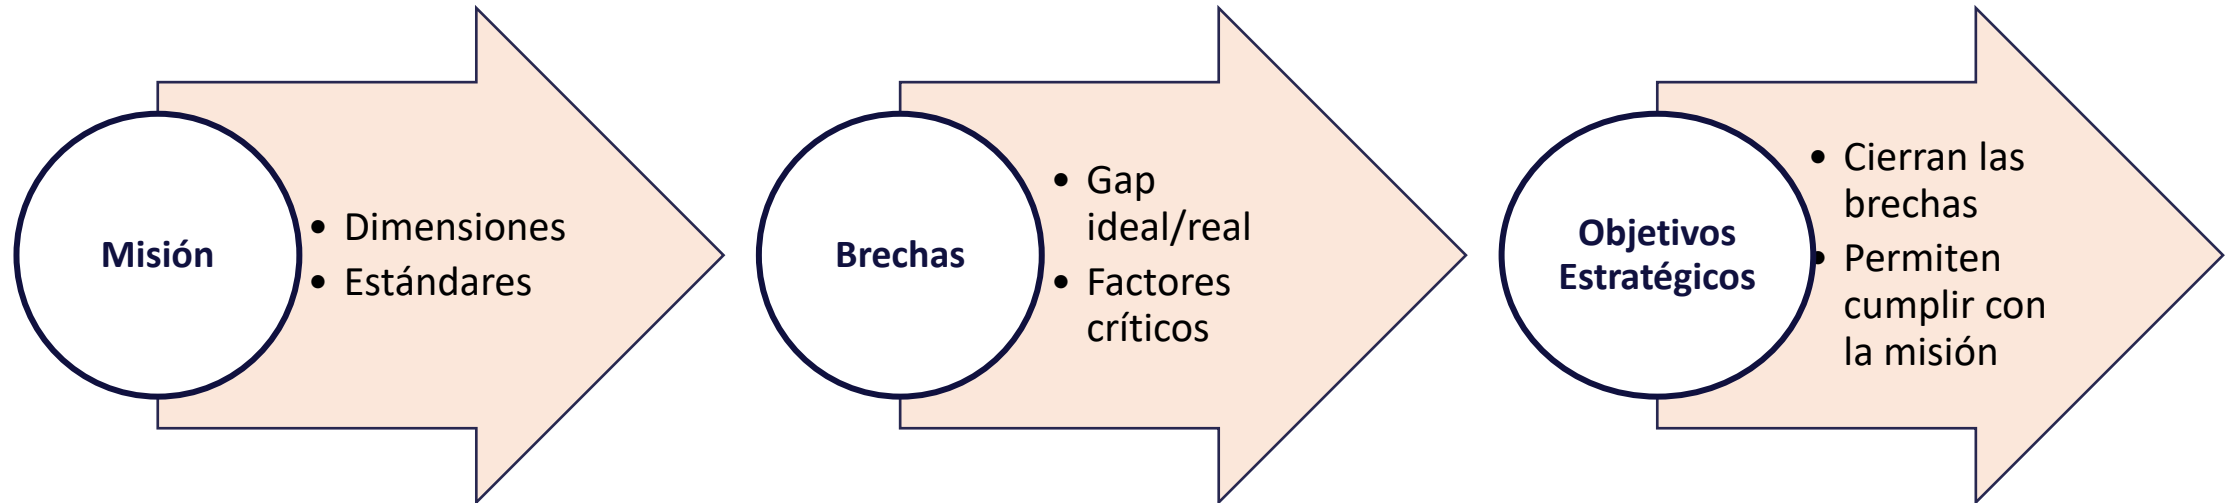 Misión
• Dimensiones
• Estándares
Brechas
• Gap
ideal/real
• Factores
críticos
Objetivos
Estratégicos
• Cierran las
brechas
• Permiten
cumplir con
la misión